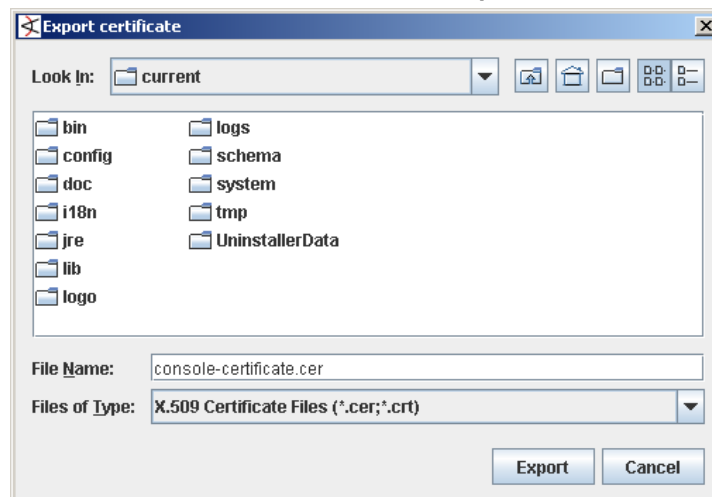 Export certificate
Look In: current
bin
config
doc
i18n
jre
lib
logo
logs
schema
system
tmp
UninstallerData
File Name: console-certificate.cer
Files of Type: X.509 Certificate Files (*.cer;*.crt)
Export Cancel